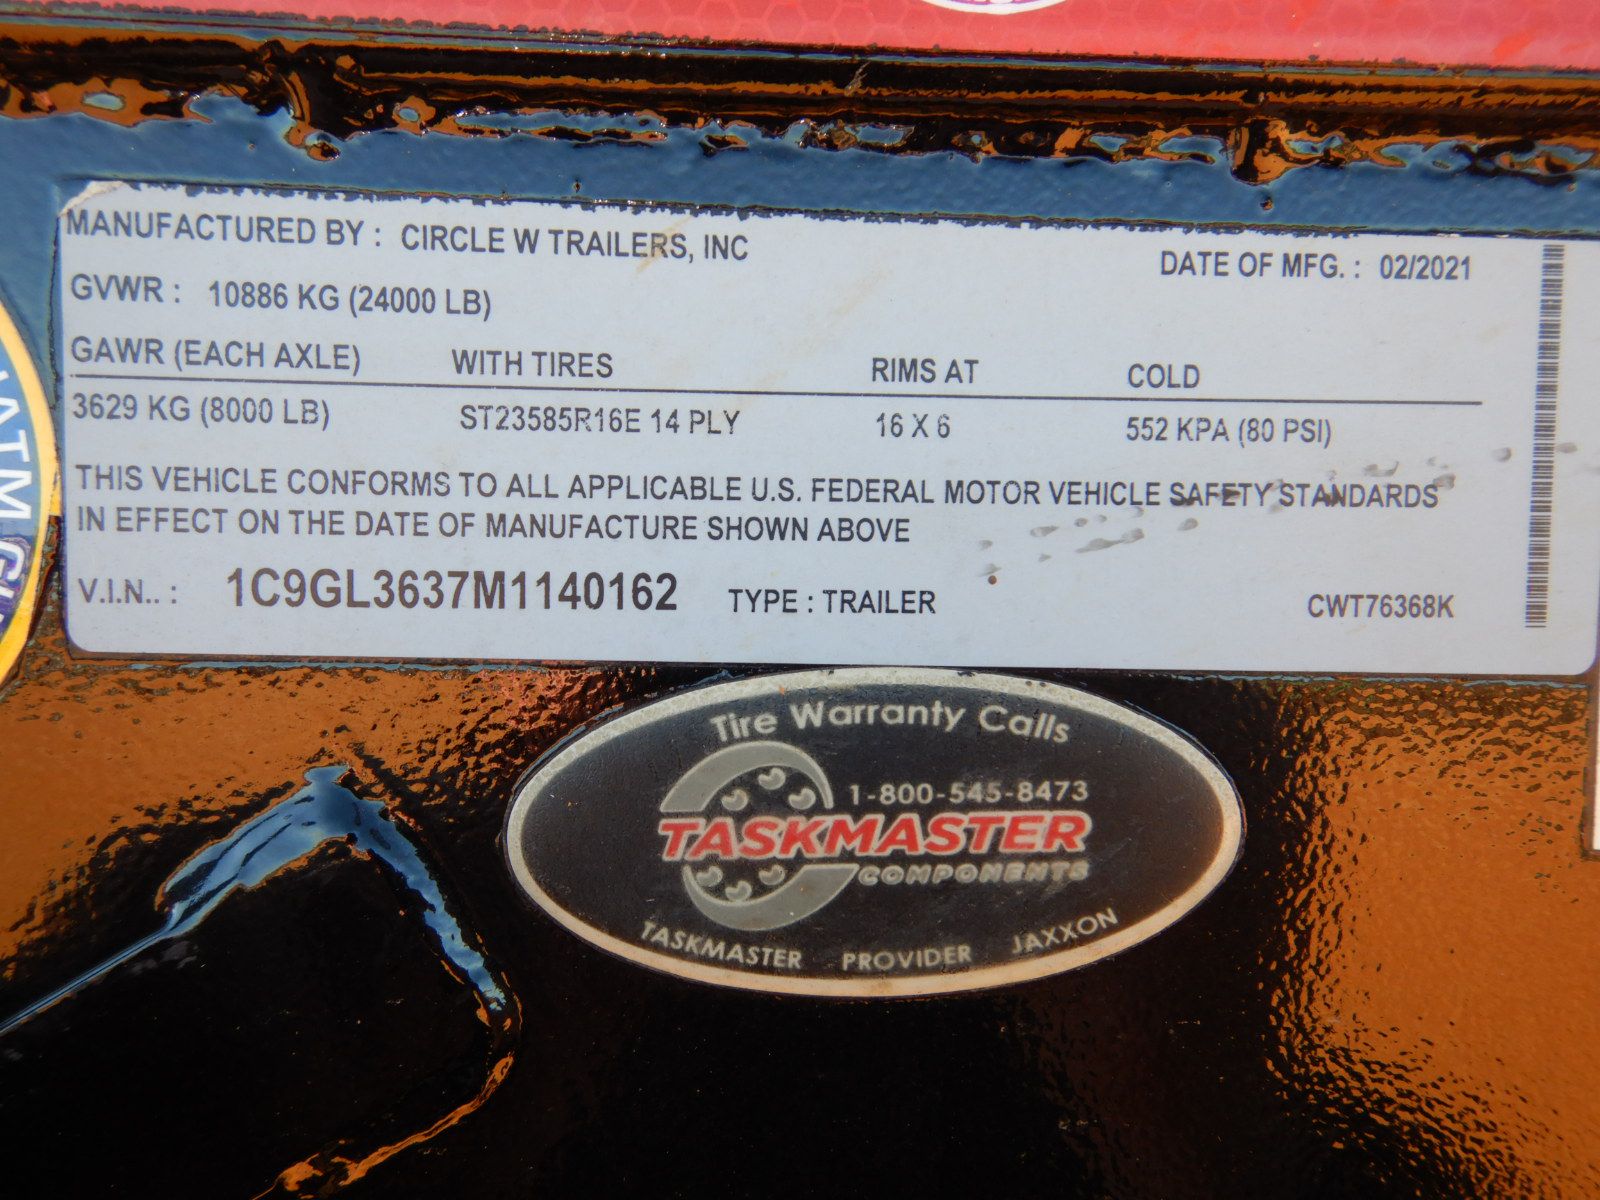 MANUFACTURED BY : CIRCLE W TRAILERS, INC
DATE OF MFG. : 02/2021
GVWR : 10886 KG (24000 LB)
GAWR (EACH AXLE) WITH TIRES RIMS AT COLD
3629 KG (8000 LB) ST23585R16E 14 PLY 16 X 6 552 KPA (80 PSI)
THIS VEHICLE CONFORMS TO ALL APPLICABLE U.S. FEDERAL MOTOR VEHICLE SAFETY STANDARDS
IN EFFECT ON THE DATE OF MANUFACTURE SHOWN ABOVE
V.I.N.. : 1C9GL3637M1140162 TYPE : TRAILER CWT76368K
Tire Warranty Calls
1-800-545-8473
TASKMASTER
COMPONENTS
TASKMASTER PROVIDER JAXXON